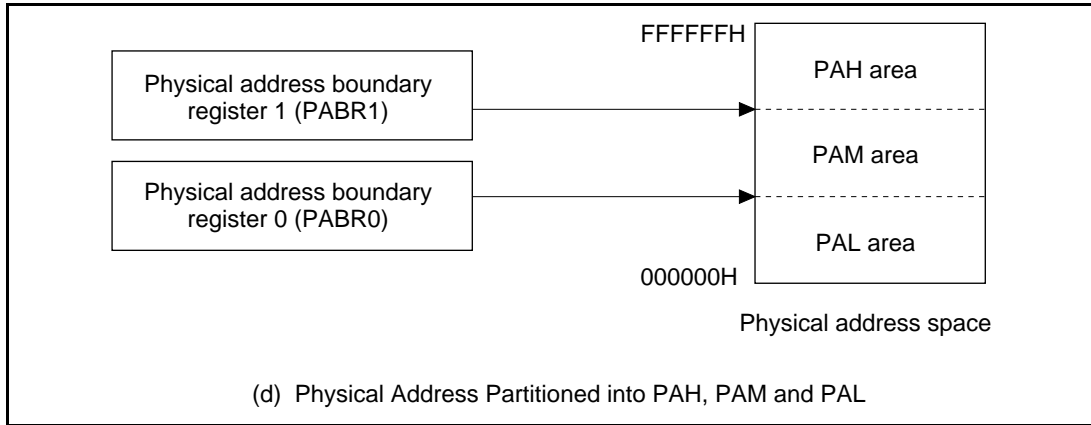 FFFFFFH
Physical address boundary
register 1 (PABR1)
PAH area
PAM area
Physical address boundary
register 0 (PABR0)
PAL area
000000H
Physical address space
(d) Physical Address Partitioned into PAH, PAM and PAL